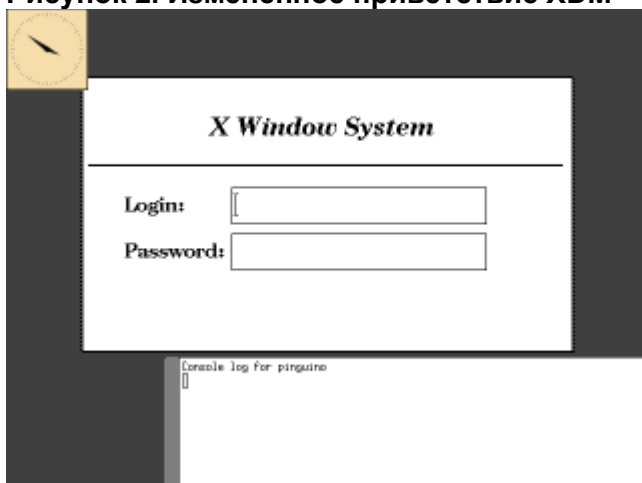 Рисунок 2. Измененное приветствие XDM
X Window System
Login:
Password:
Console log for pinguino